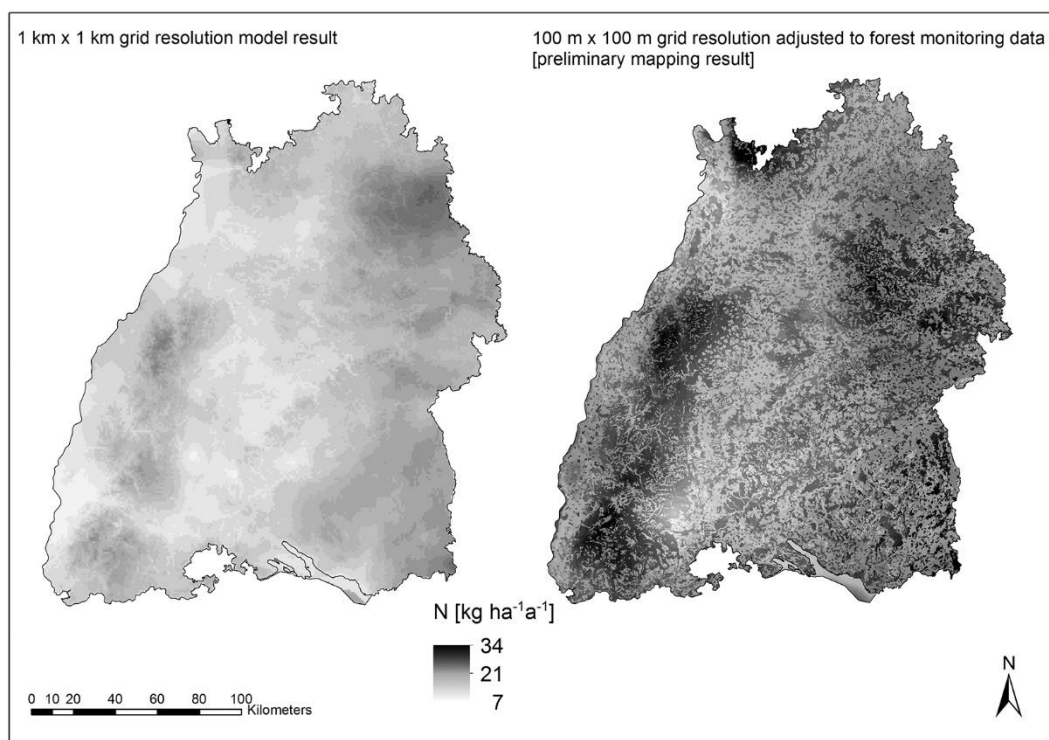 1 km x 1 km grid resolution model result
100 m x 100 m grid resolution adjusted to forest monitoring data
[preliminary mapping result]
N [kg ha⁻¹a⁻¹]
34
21
7
0 10 20 40 60 80 100
Kilometers
N